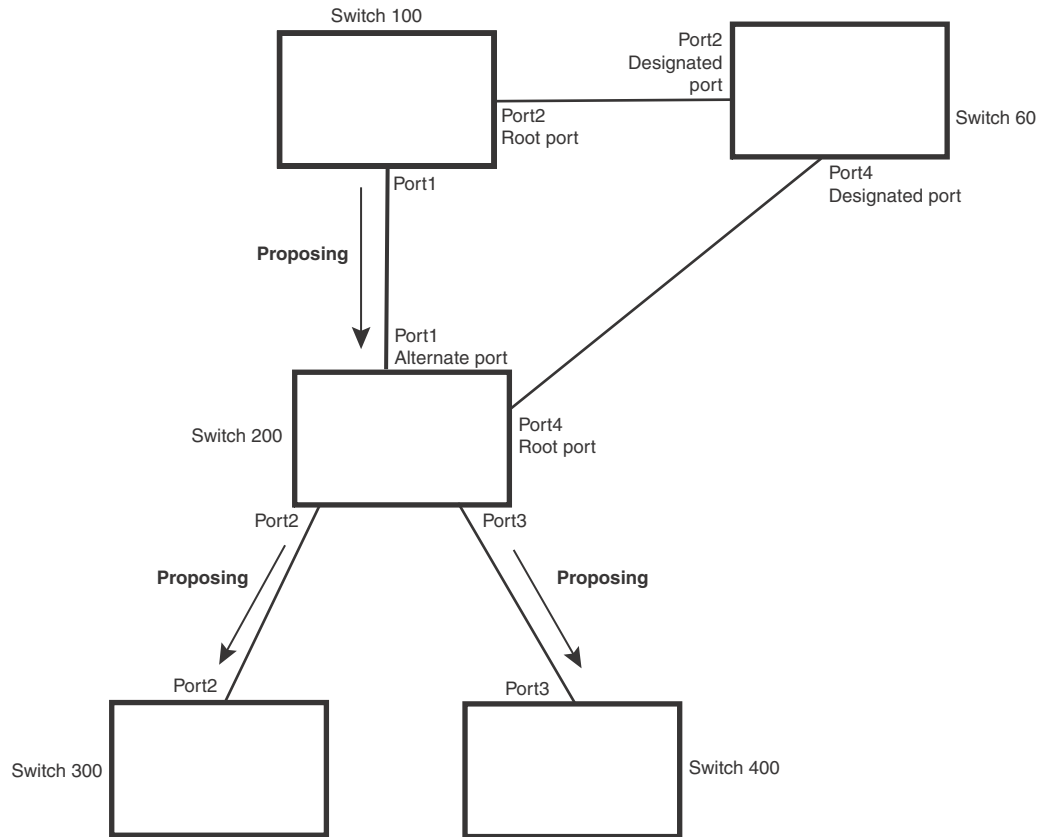 Switch 100
Port2
Designated
port
Switch 60
Port2
Root port
Port1
Port4
Designated port
Proposing
Port1
Alternate port
Switch 200
Port4
Root port
Port2
Port3
Proposing
Proposing
Port2
Port3
Switch 300
Switch 400